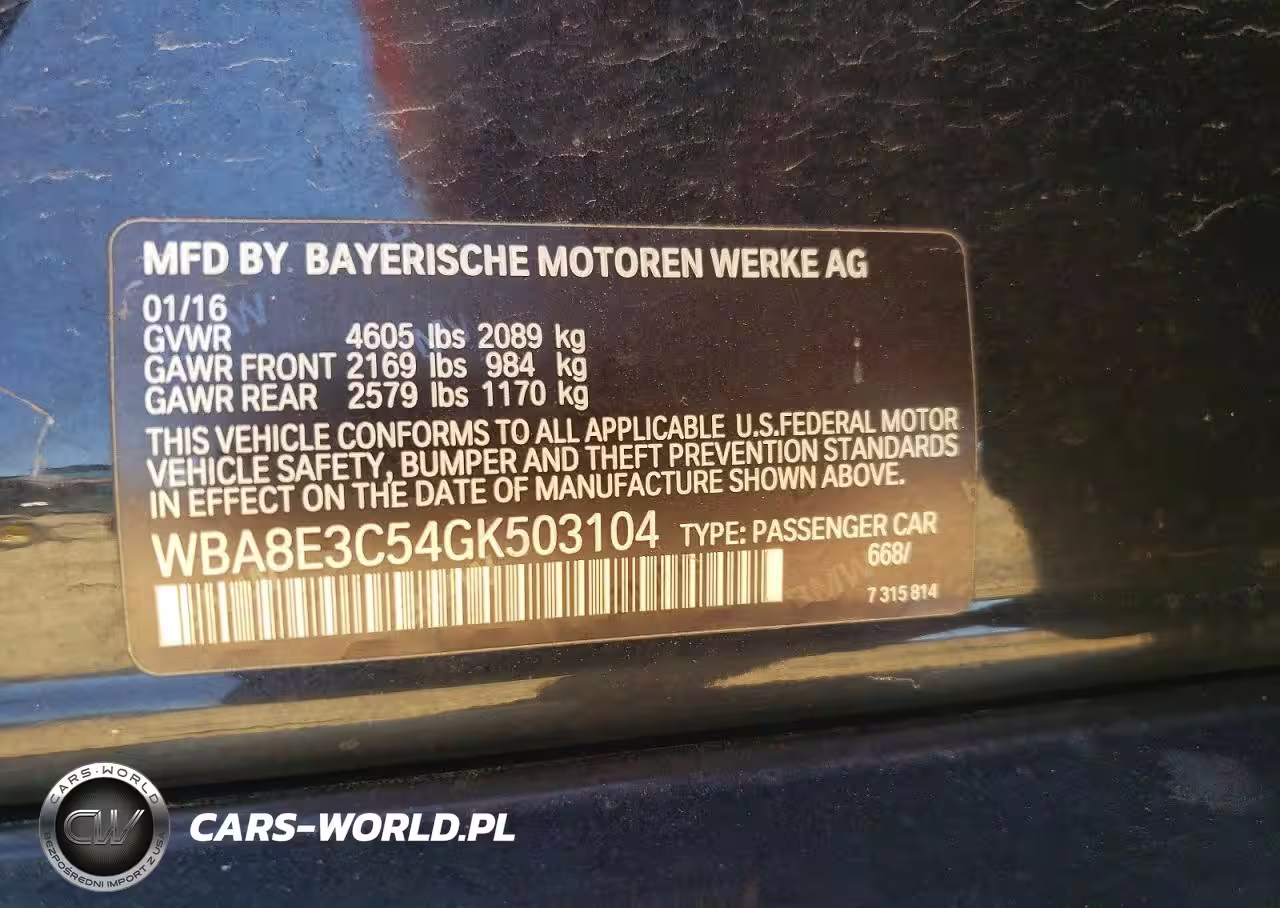 MFD BY BAYERISCHE MOTOREN WERKE AG
01/16
GVWR 4605 lbs 2089 kg
GAWR FRONT 2169 lbs 984 kg
GAWR REAR 2579 lbs 1170 kg
THIS VEHICLE CONFORMS TO ALL APPLICABLE U.S.FEDERAL MOTOR
VEHICLE SAFETY, BUMPER AND THEFT PREVENTION STANDARDS
IN EFFECT ON THE DATE OF MANUFACTURE SHOWN ABOVE.
WBA8E3C54GK503104 TYPE: PASSENGER CAR
668/
7 315 814
CARS-WORLD
CW
BEZPOŚREDNI IMPORT Z USA
CARS-WORLD.PL